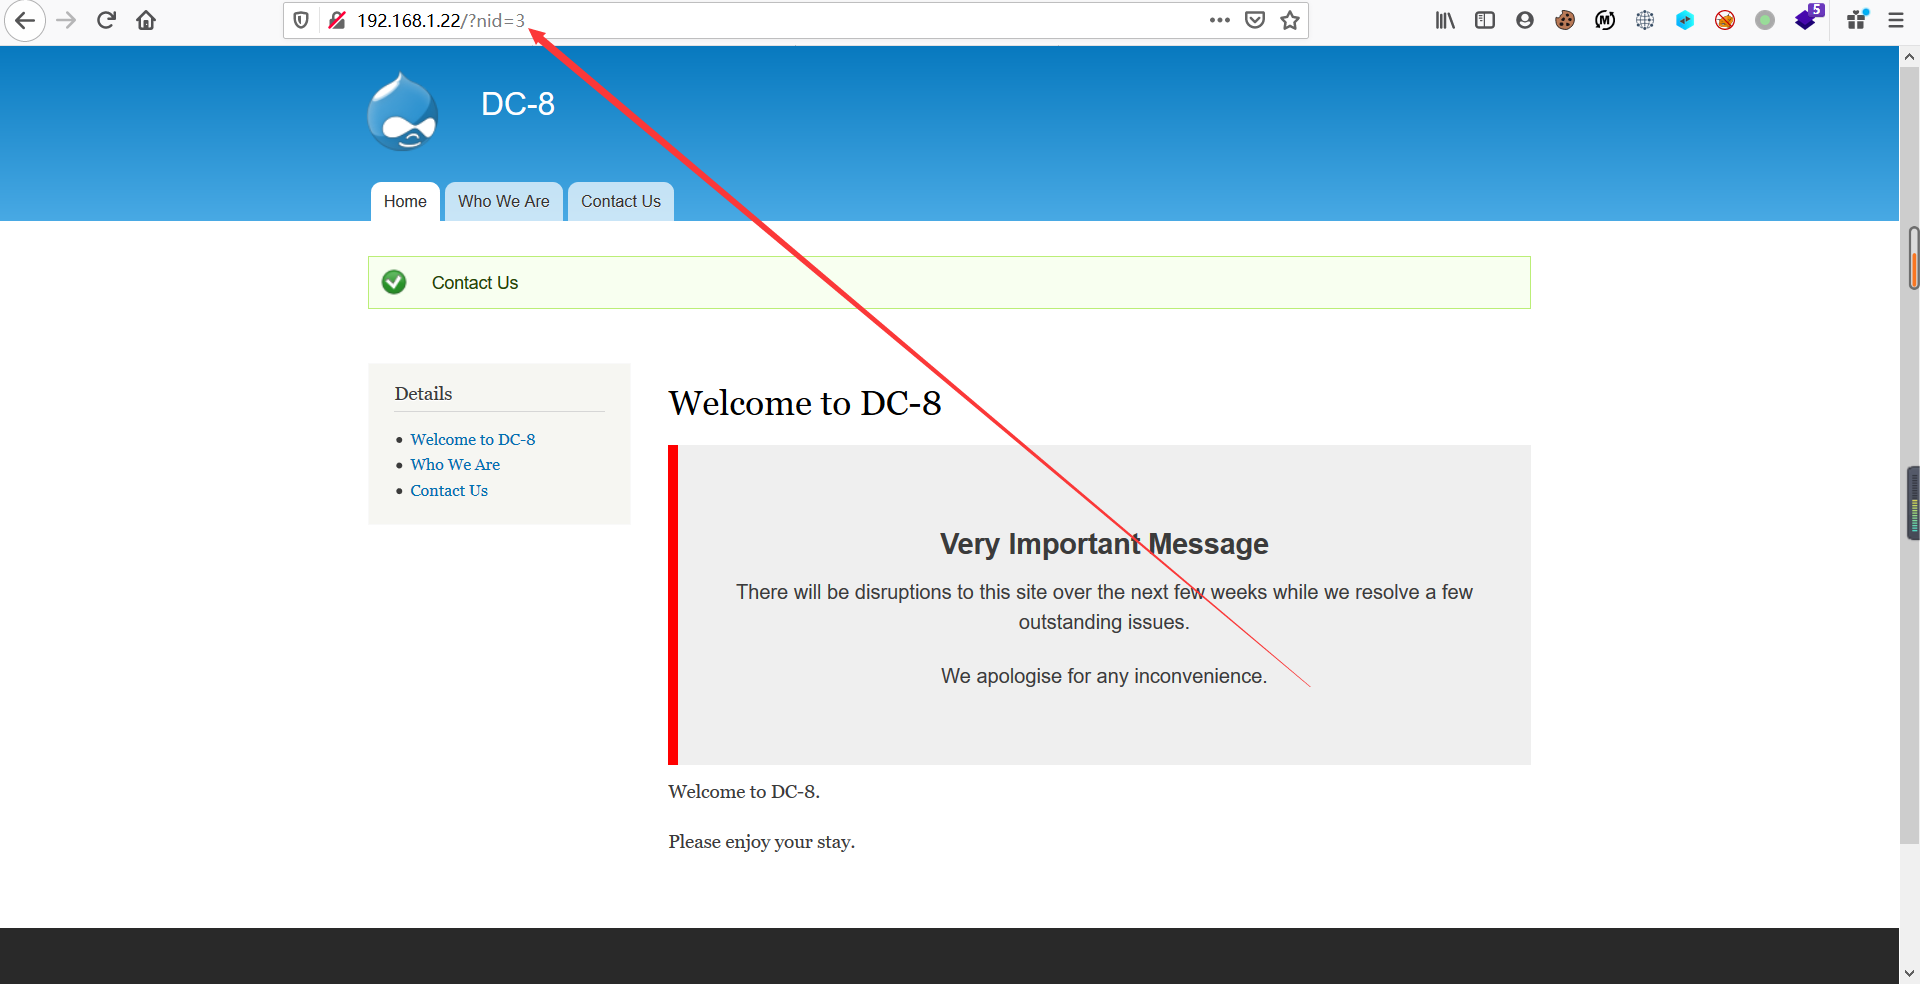 192.168.1.22/?nid=3
5
DC-8
Home
Who We Are
Contact Us
Contact Us
Details
Welcome to DC-8
Who We Are
Contact Us
Welcome to DC-8
Very Important Message
There will be disruptions to this site over the next few weeks while we resolve a few
outstanding issues.
We apologise for any inconvenience.
Welcome to DC-8.
Please enjoy your stay.